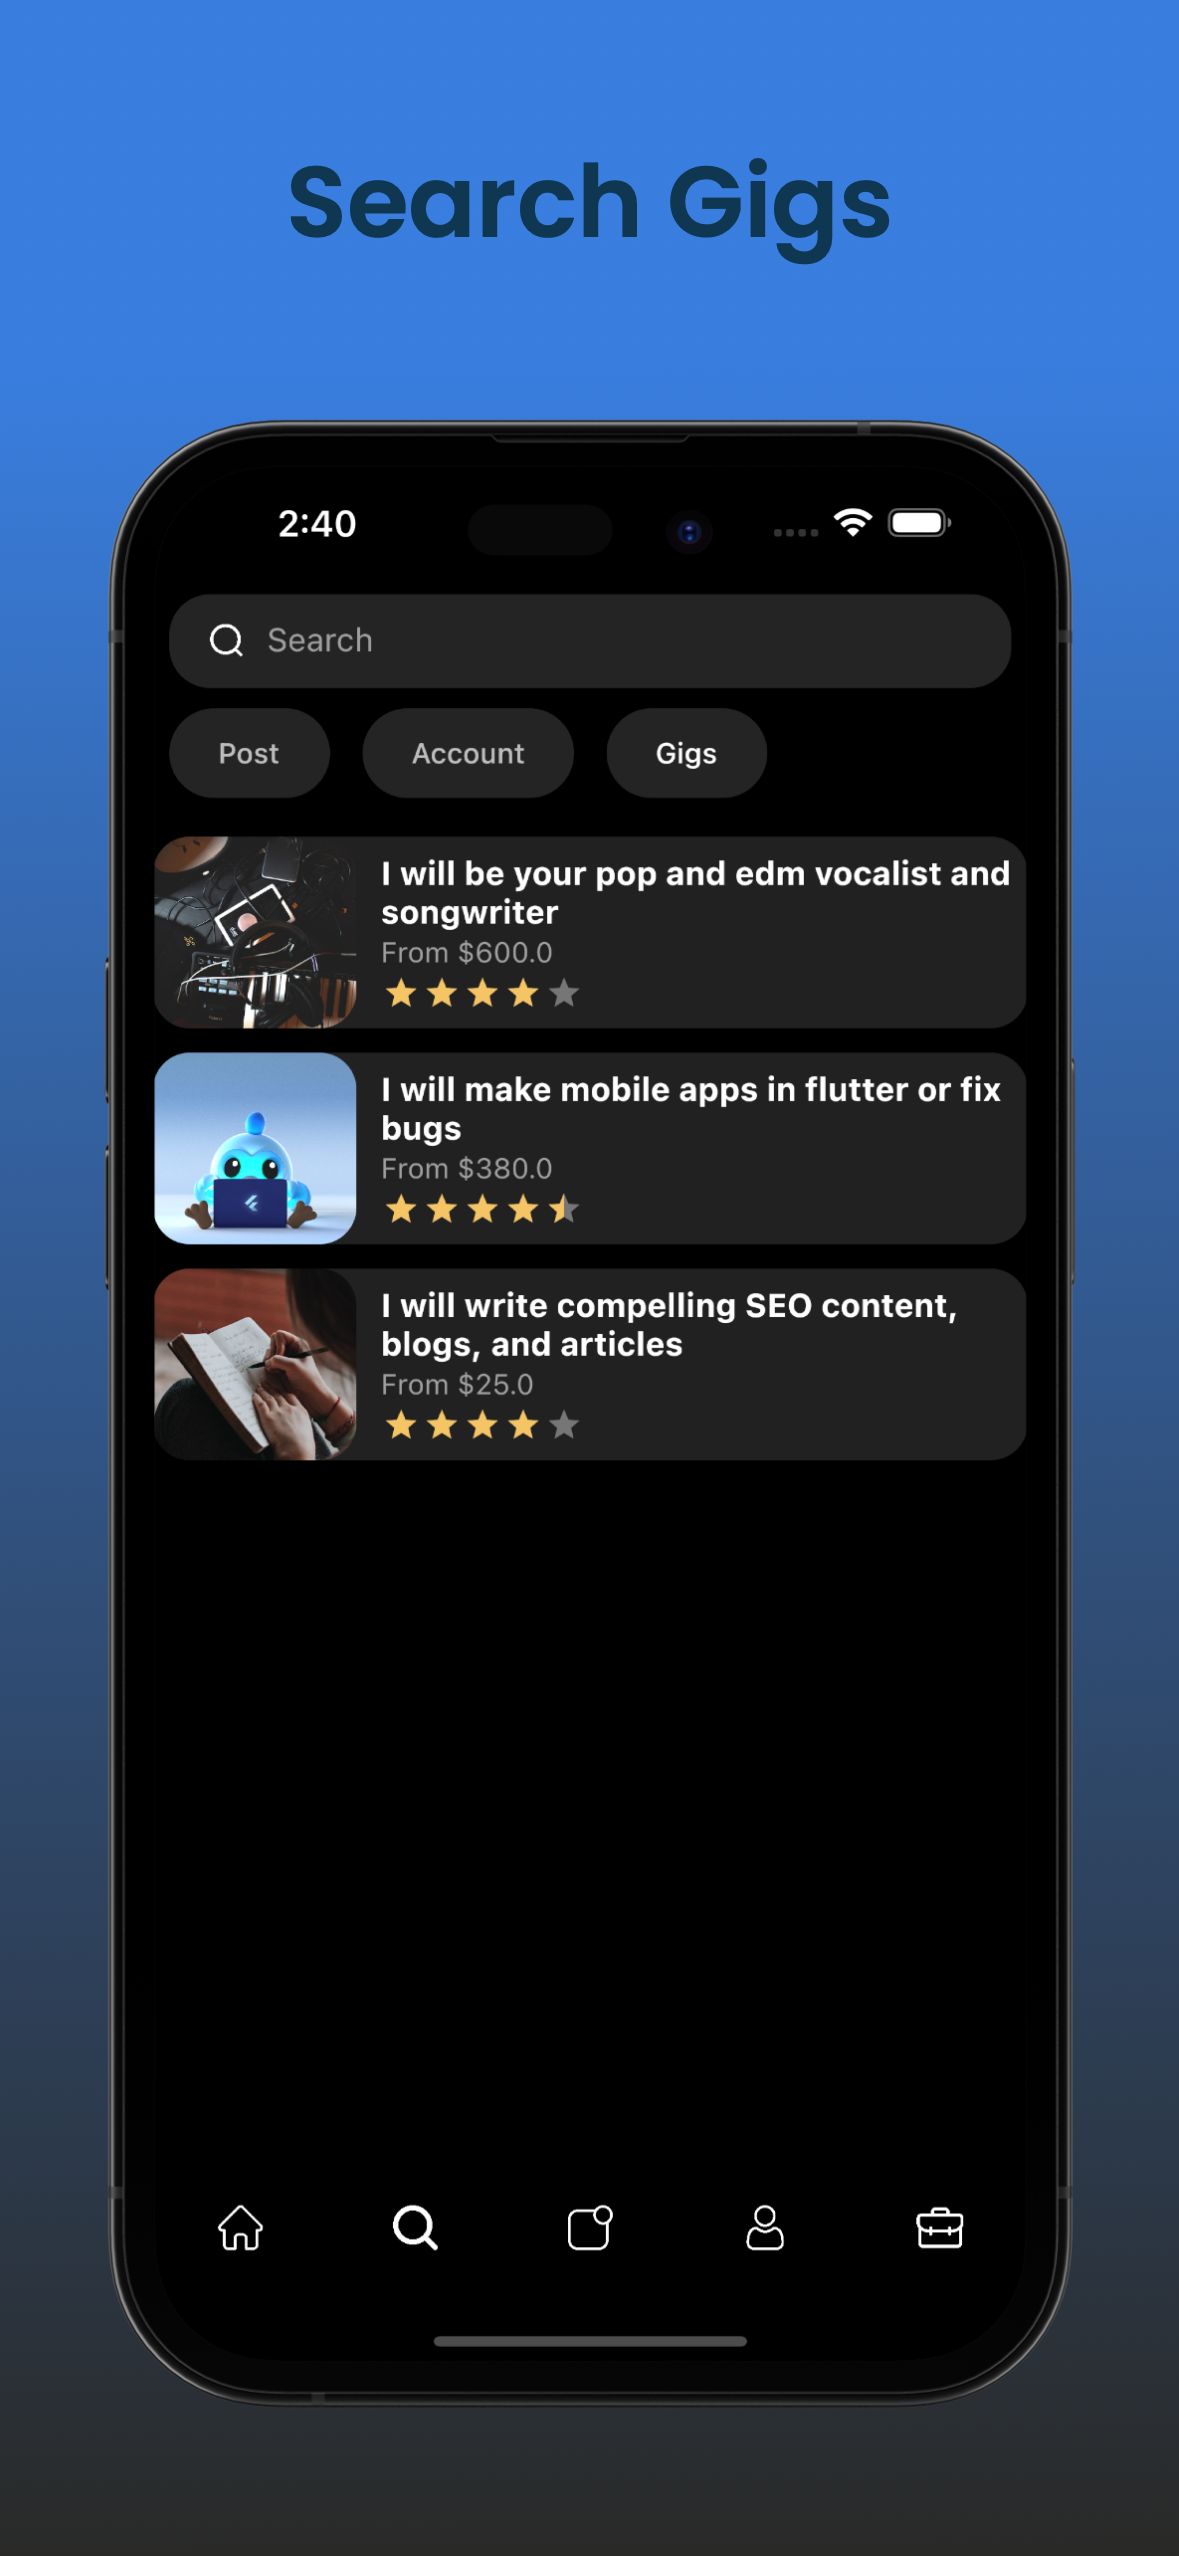 Search Gigs
2:40
Search
Post
Account
Gigs
I will be your pop and edm vocalist and
songwriter
From $600.0
I will make mobile apps in flutter or fix
bugs
From $380.0
I will write compelling SEO content,
blogs, and articles
From $25.0